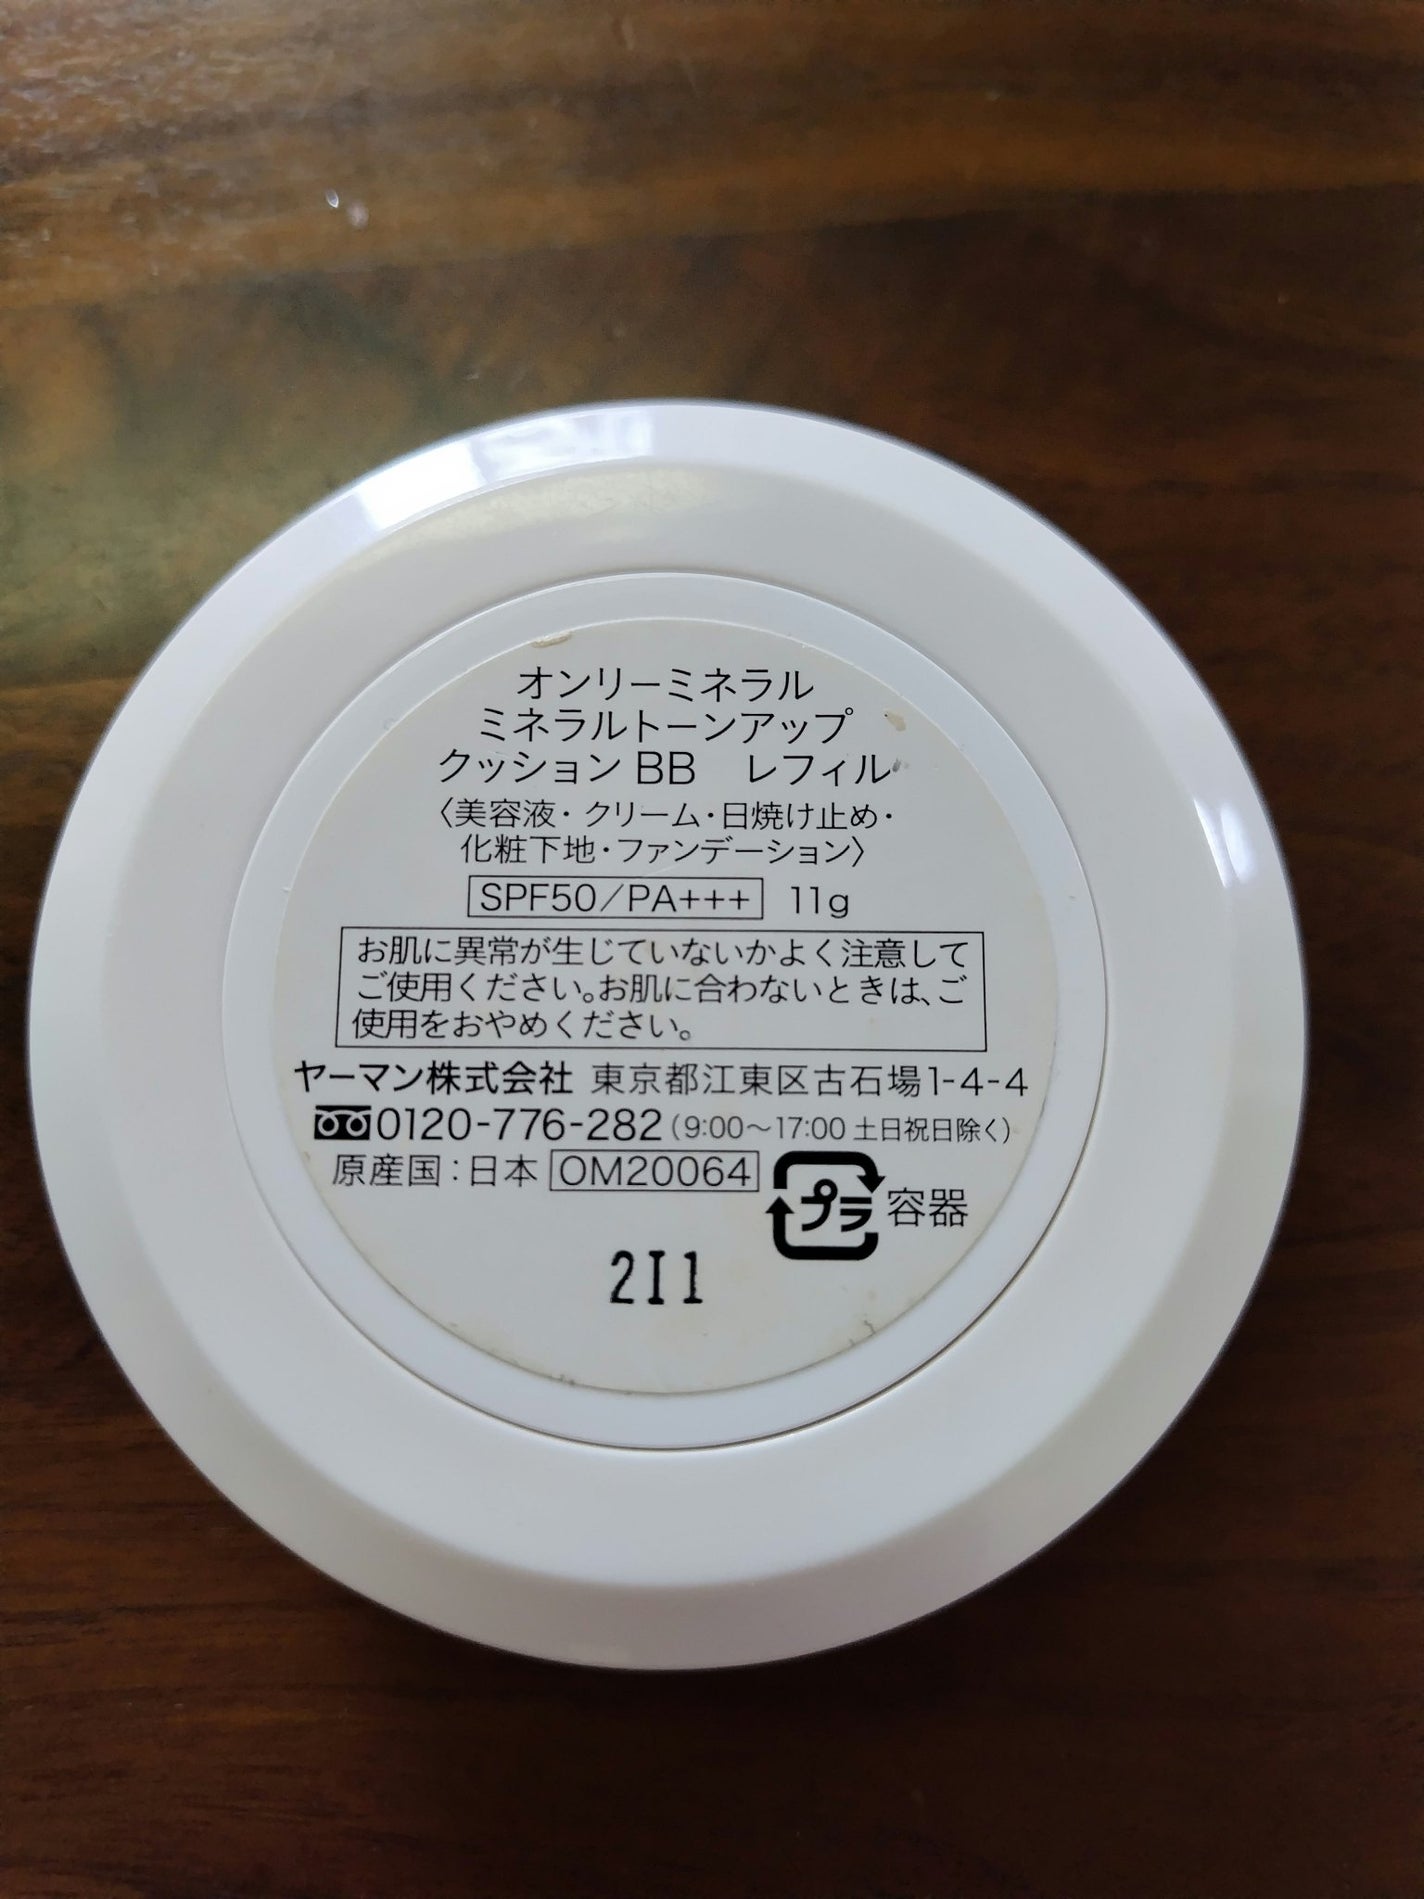 オンリーミネラル
ミネラルトーンアップ
クッション BB　レフィル
〈美容液・クリーム・日焼け止め・
化粧下地・ファンデーション〉
SPF50/PA+++ 11g
お肌に異常が生じていないかよく注意して
ご使用ください。お肌に合わないときは、ご
使用をおやめください。
ヤーマン株式会社 東京都江東区古石場1-4-4
0120-776-282 (9:00〜17:00 土日祝日除く)
原産国：日本 OM20064
プラ 容器
2I1